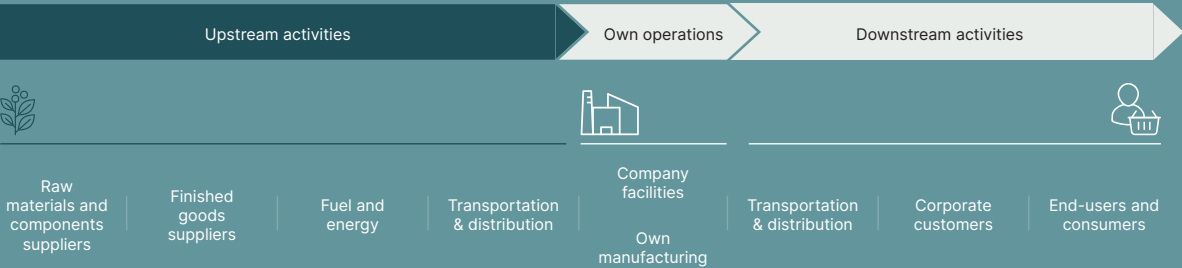 Upstream activities
Own operations
Downstream activities
Raw
materials and
components
suppliers
Finished
goods
suppliers
Fuel and
energy
Transportation
& distribution
Company
facilities
Own
manufacturing
Transportation
& distribution
Corporate
customers
End-users and
consumers